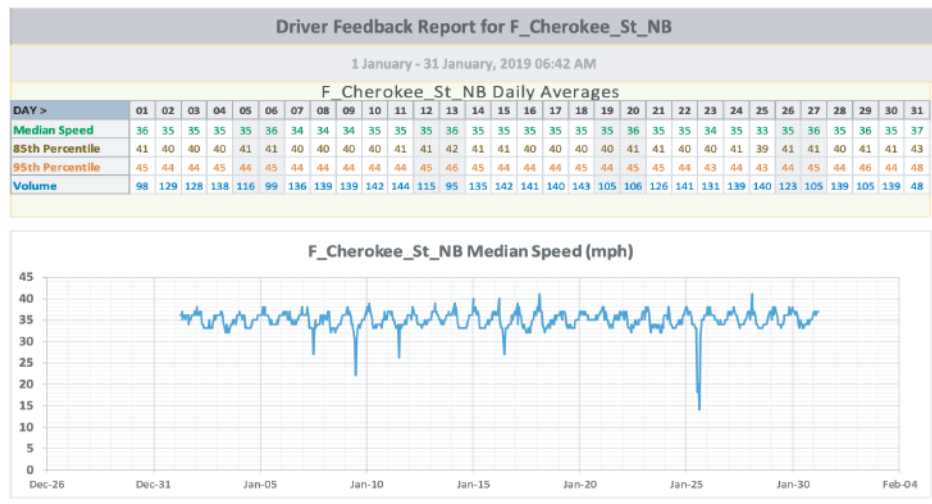 Driver Feedback Report for F_Cherokee_St_NB
1 January - 31 January, 2019 06:42 AM
F_Cherokee_St_NB Daily Averages
DAY > 01 02 03 04 05 06 07 08 09 10 11 12 13 14 15 16 17 18 19 20 21 22 23 24 25 26 27 28 29 30 31
Median Speed 36 35 35 35 35 36 34 34 34 35 35 35 36 35 35 35 35 35 35 36 35 35 34 35 33 35 36 35 36 35 37
85th Percentile 41 40 40 40 41 41 40 40 40 40 41 41 42 41 41 40 40 40 40 41 41 40 40 41 39 41 41 40 41 41 43
95th Percentile 45 44 44 45 44 45 44 44 44 44 44 45 46 45 44 44 44 45 44 45 44 44 43 44 43 44 45 44 46 44 48
Volume 98 129 128 138 116 99 136 139 139 142 144 115 95 135 142 141 140 143 105 106 126 141 131 139 140 123 105 139 105 139 48
F_Cherokee_St_NB Median Speed (mph)
45
40
35
30
25
20
15
10
5
0
Dec-26 Dec-31 Jan-05 Jan-10 Jan-15 Jan-20 Jan-25 Jan-30 Feb-04